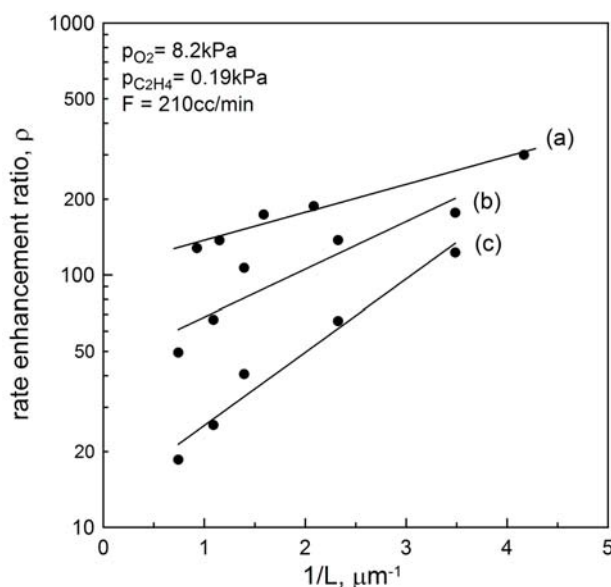 1000
500
200
100
50
20
10
rate enhancement ratio, ρ
pO2= 8.2kPa
pC2H4= 0.19kPa
F = 210cc/min
(a)
(b)
(c)
0 1 2 3 4 5
1/L, μm-1